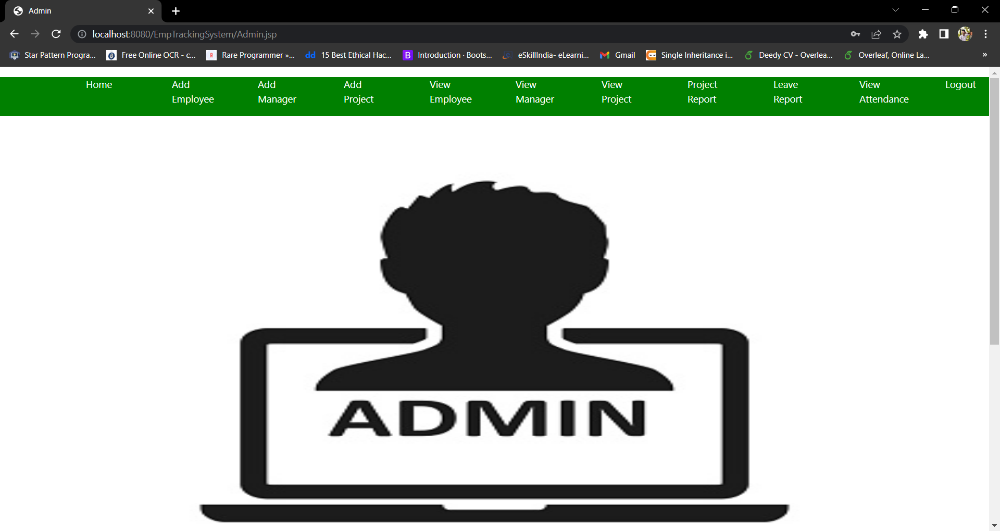 Admin
localhost:8080/EmpTrackingSystem/Admin.jsp
Star Pattern Progra... Free Online OCR - c... Rare Programmer »... 15 Best Ethical Hac... Introduction · Boots... eSkillIndia- eLearni... Gmail Single Inheritance i... Deedy CV - Overlea... Overleaf, Online La... »
Home
Add
Employee
Add
Manager
Add
Project
View
Employee
View
Manager
View
Project
Project
Report
Leave
Report
View
Attendance
Logout
ADMIN